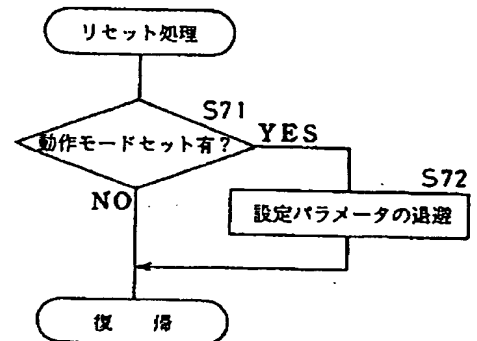 リセット処理
S71
動作モードセット有?
YES
S72
NO
設定パラメータの退避
復 帰